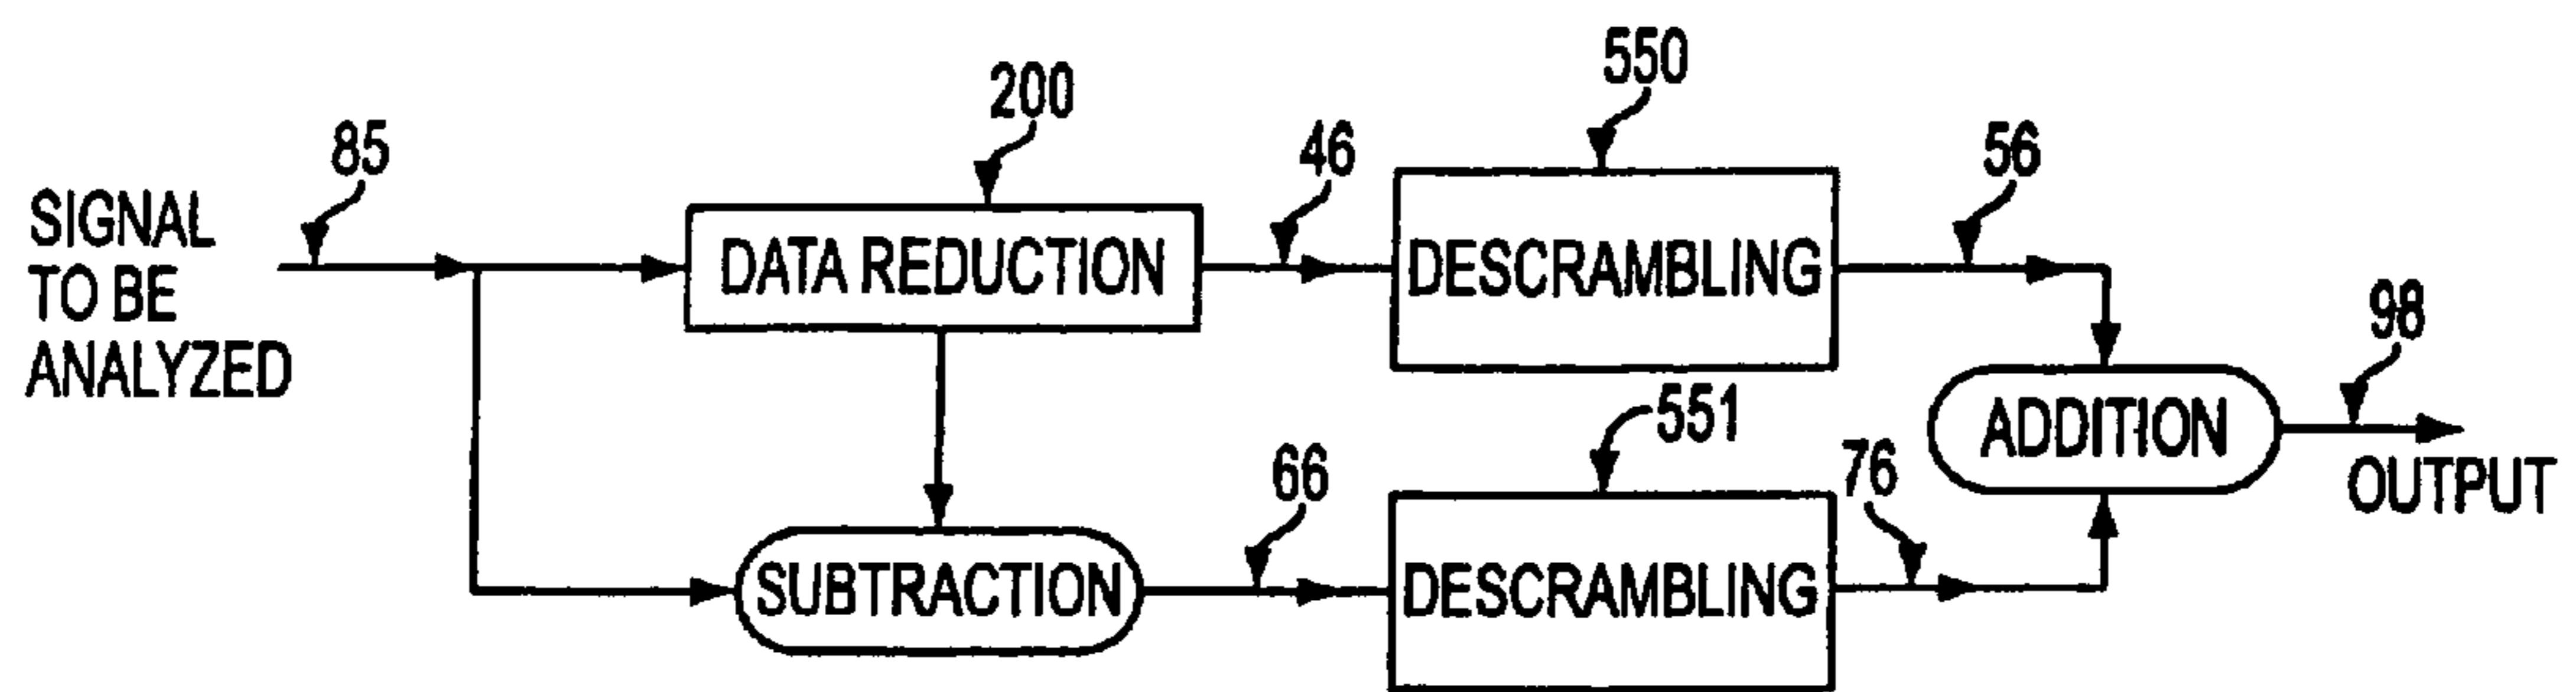 550
200
85
46
56
SIGNAL
TO BE
ANALYZED
DATA REDUCTION
DESCRAMBLING
98
551
ADDITION
66
76
OUTPUT
SUBTRACTION
DESCRAMBLING